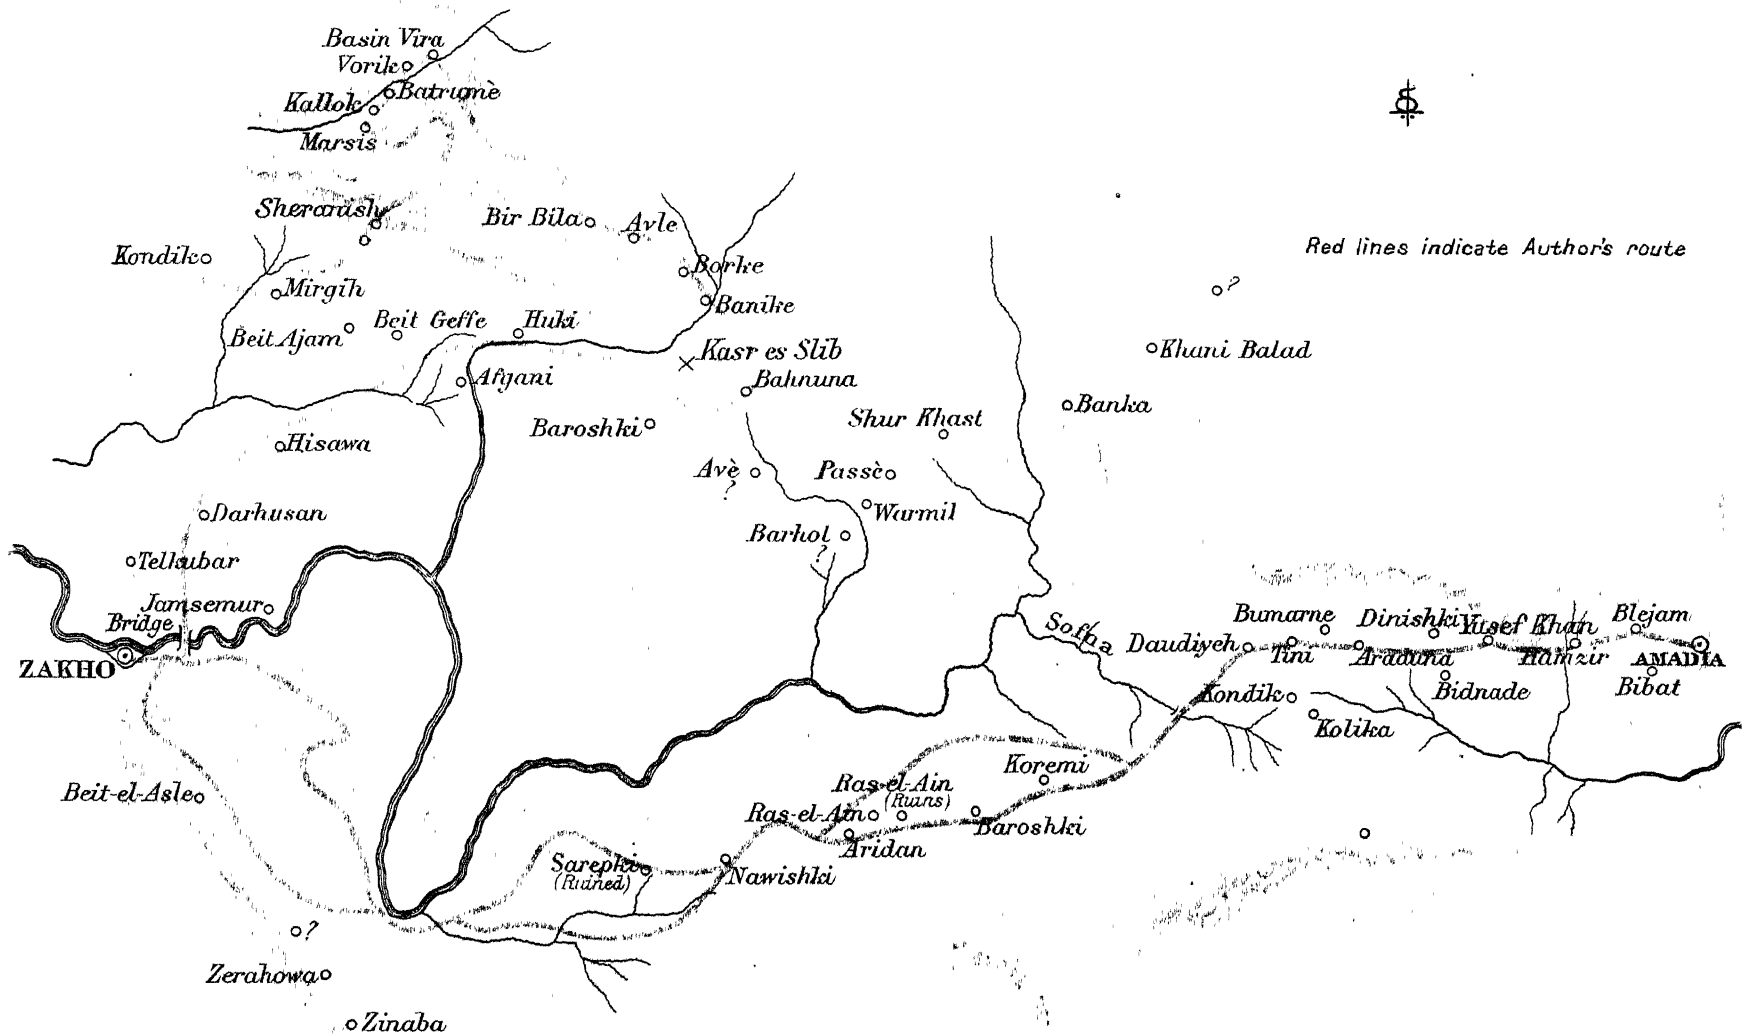 Basin Vira
Vorik
Batrumè
Kallok
Marsis
Sheranish
Bir Bila
Avle
Kondik
Borke
Red lines indicate Author's route
Mirgih
Banike
?
Beit Ajam
Beit Geffe
Huki
Kasr es Slib
Khani Balad
Afyani
Bahnuna
Banka
Baroshki
Shur Khast
Hisawa
Avè
?
Passè
Warmil
Darhusan
Barhol
?
Telkubar
Jamsemur
Bridge
ZAKHO
Sofna
Bumarne
Dinishki
Yusef Khan
Blejam
Daudiyeh
Tini
Araduna
Hamzir
AMADIA
Kondik
Bidnade
Bibat
Kolika
Beit-el-Asle
Koremi
Ras-el-Ain
(Ruins)
Ras-el-Ain
Baroshki
Aridan
Sarepki
(Ruined)
Nawishki
?
Zerahowa
Zinaba